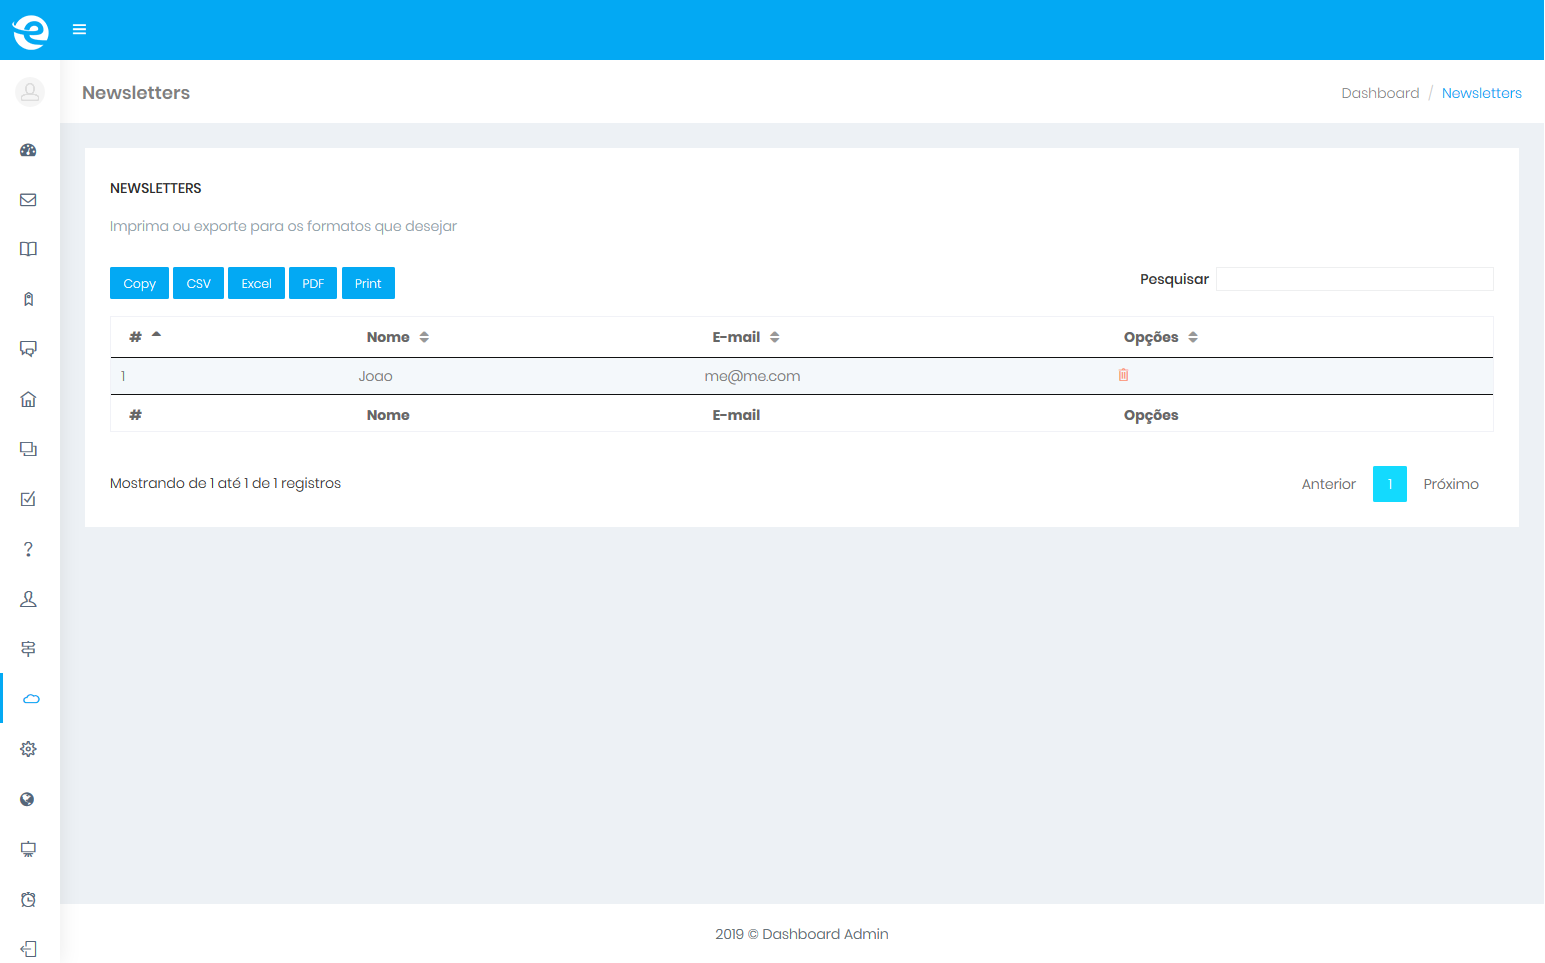 Newsletters
Dashboard / Newsletters
NEWSLETTERS
Imprima ou exporte para os formatos que desejar
Copy CSV Excel PDF Print
Pesquisar
# Nome E-mail Opções
1 Joao me@me.com
# Nome E-mail Opções
Mostrando de 1 até 1 de 1 registros
Anterior 1 Próximo
2019 © Dashboard Admin